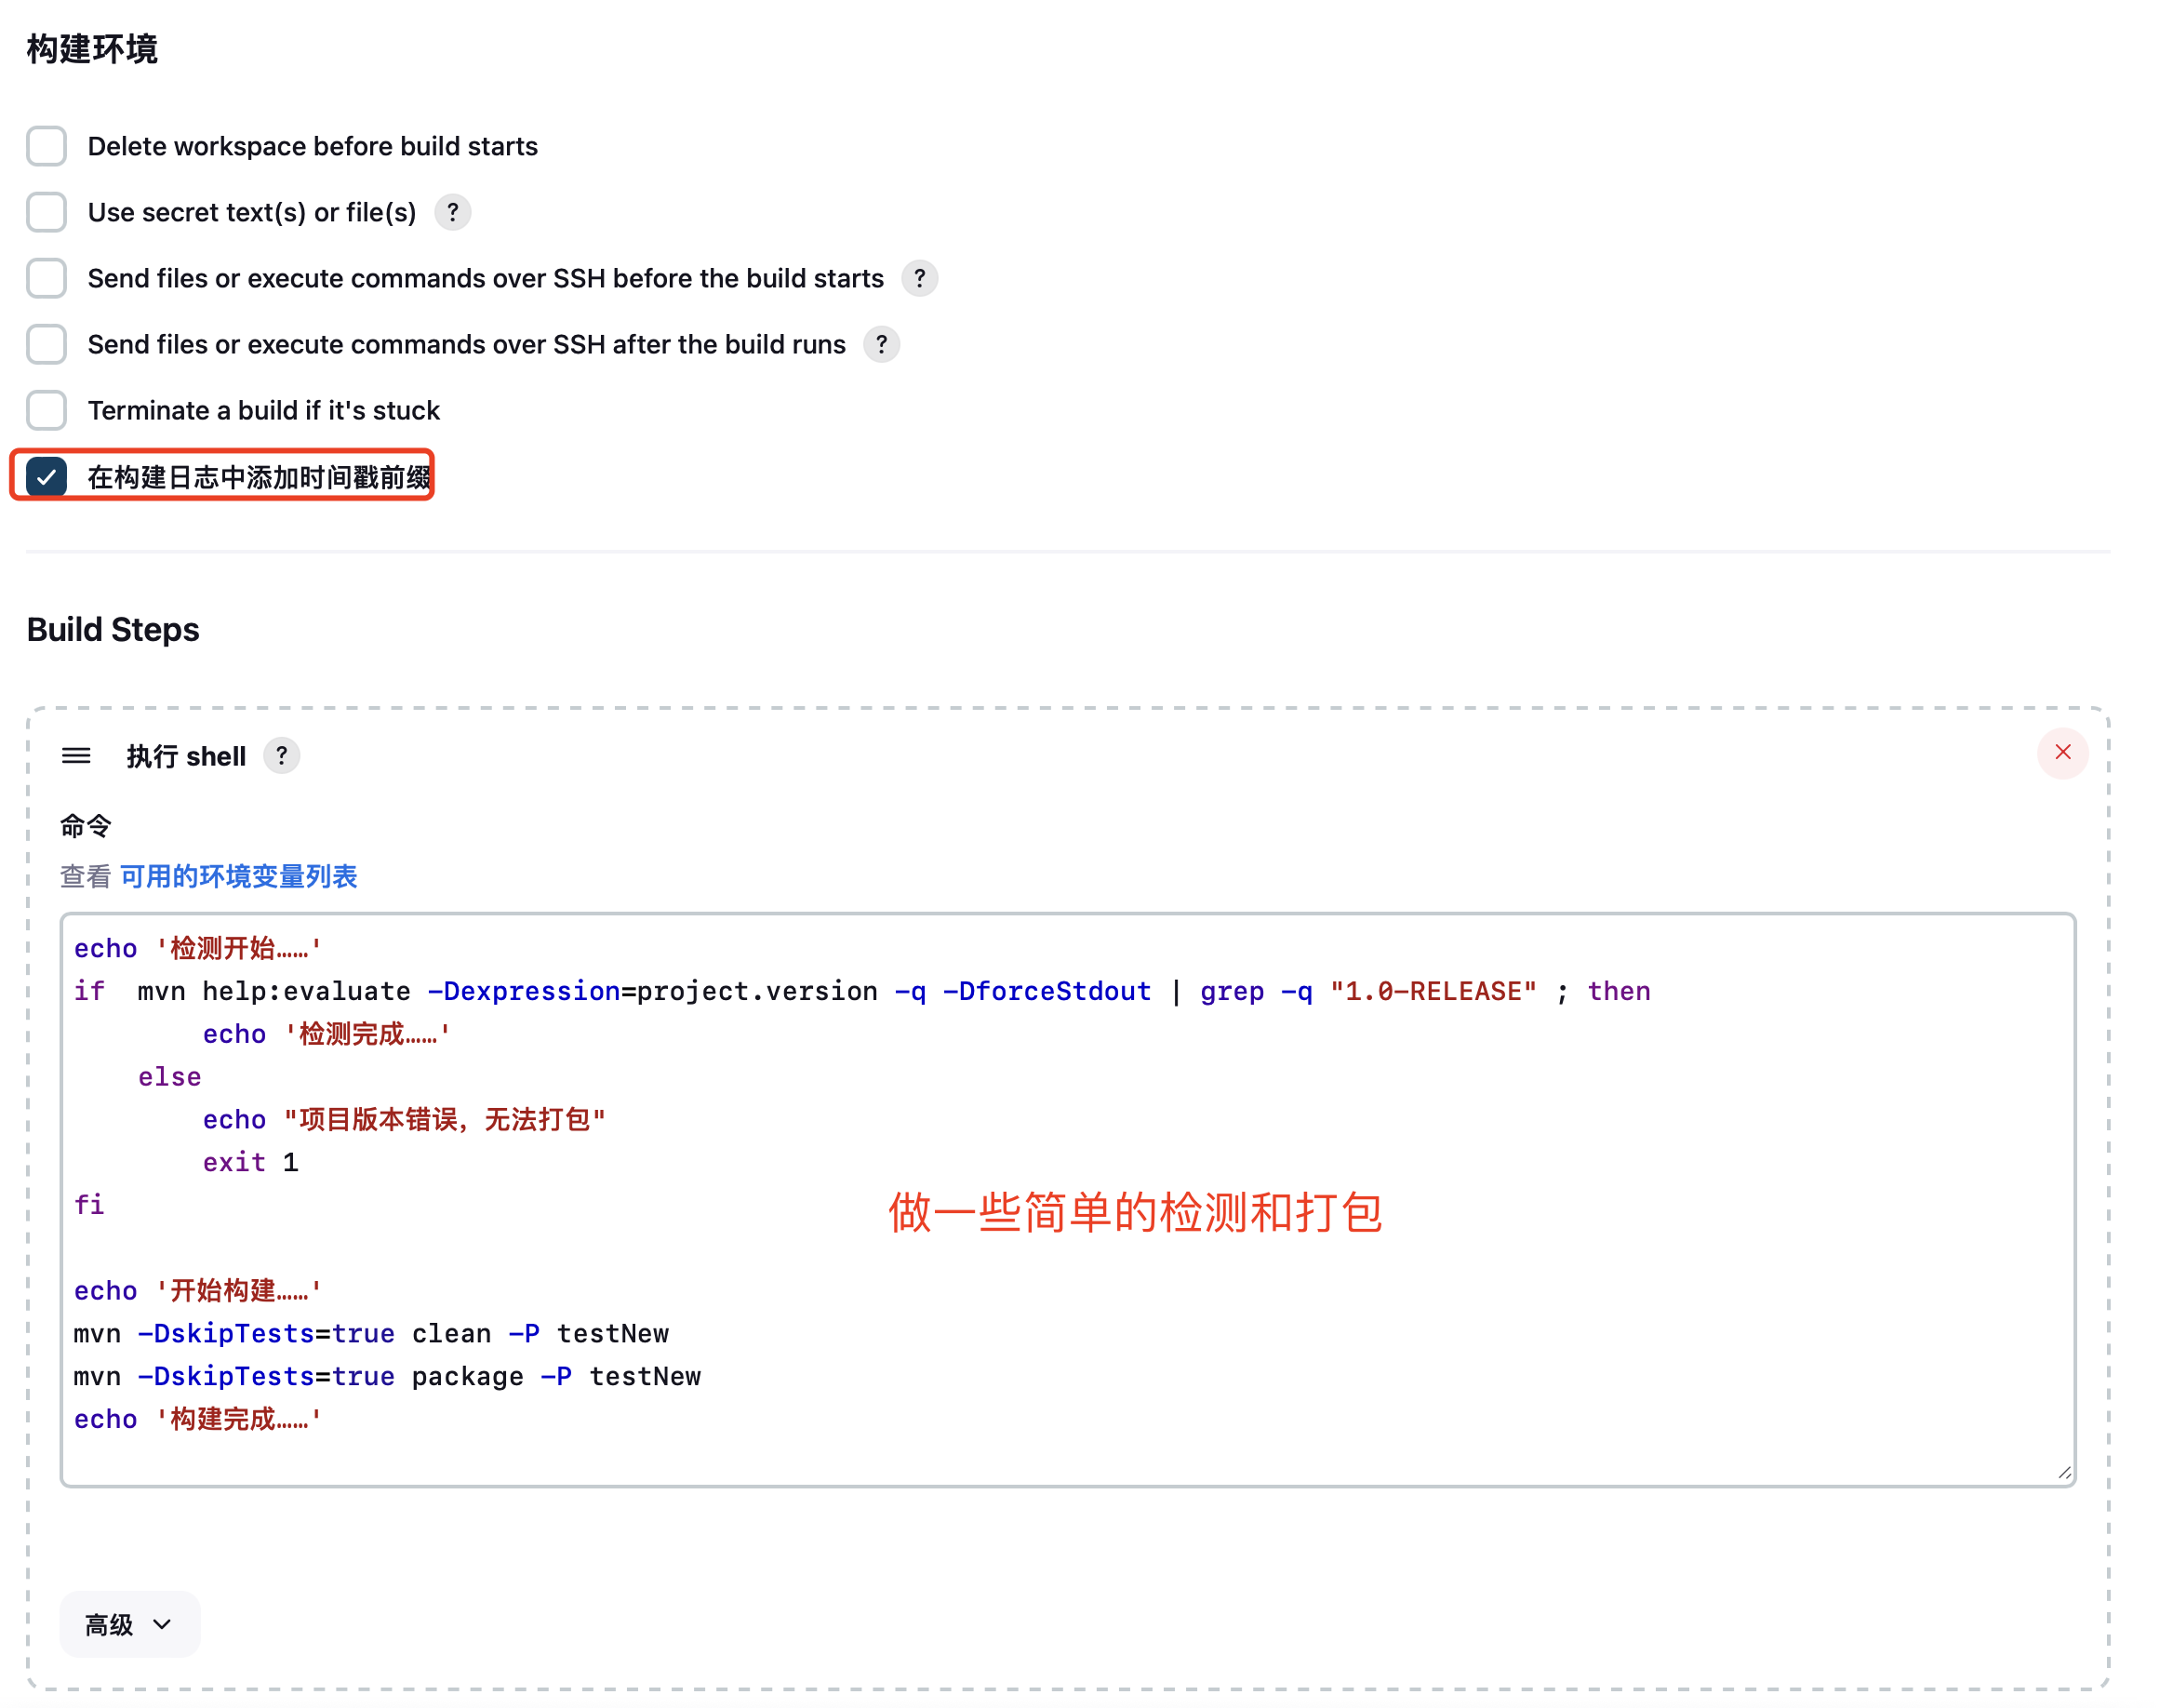 构建环境
Delete workspace before build starts
Use secret text(s) or file(s) ?
Send files or execute commands over SSH before the build starts ?
Send files or execute commands over SSH after the build runs ?
Terminate a build if it's stuck
在构建日志中添加时间戳前缀
Build Steps
执行 shell ?
命令
查看 可用的环境变量列表
echo '检测开始……'
if  mvn help:evaluate -Dexpression=project.version -q -DforceStdout | grep -q "1.0-RELEASE" ; then
        echo '检测完成……'
    else
        echo "项目版本错误，无法打包"
        exit 1
fi
做一些简单的检测和打包
echo '开始构建……'
mvn -DskipTests=true clean -P testNew
mvn -DskipTests=true package -P testNew
echo '构建完成……'
高级